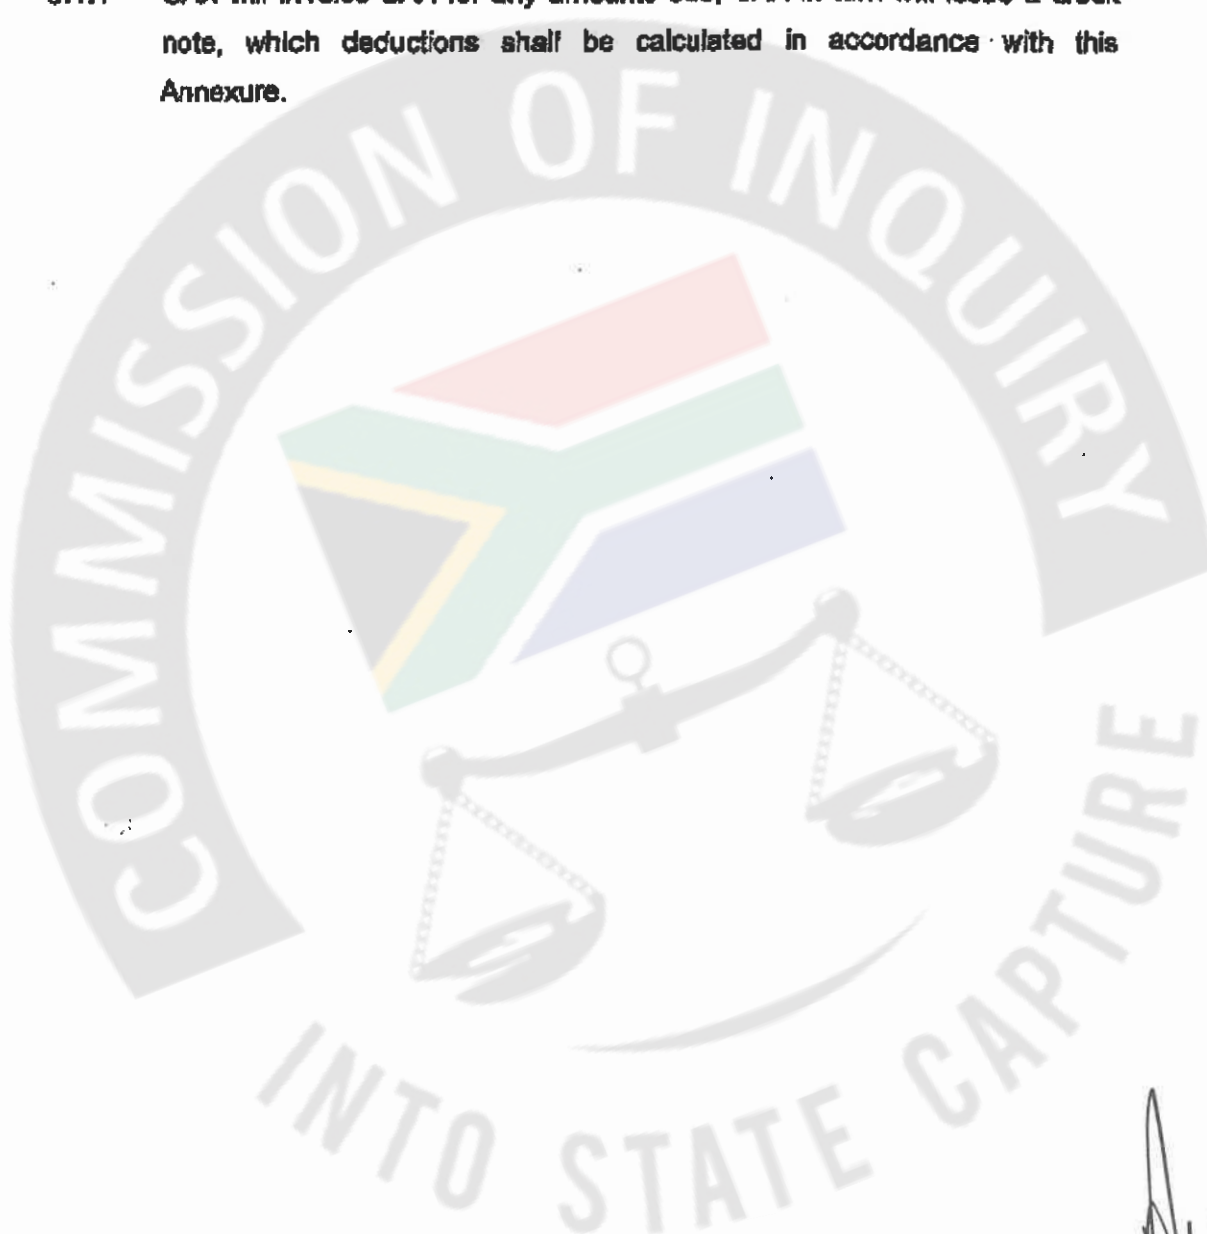 note, which deductions shall be calculated in accordance with this
Annexure.
COMMISSION OF INQUIRY
INTO STATE CAPTURE